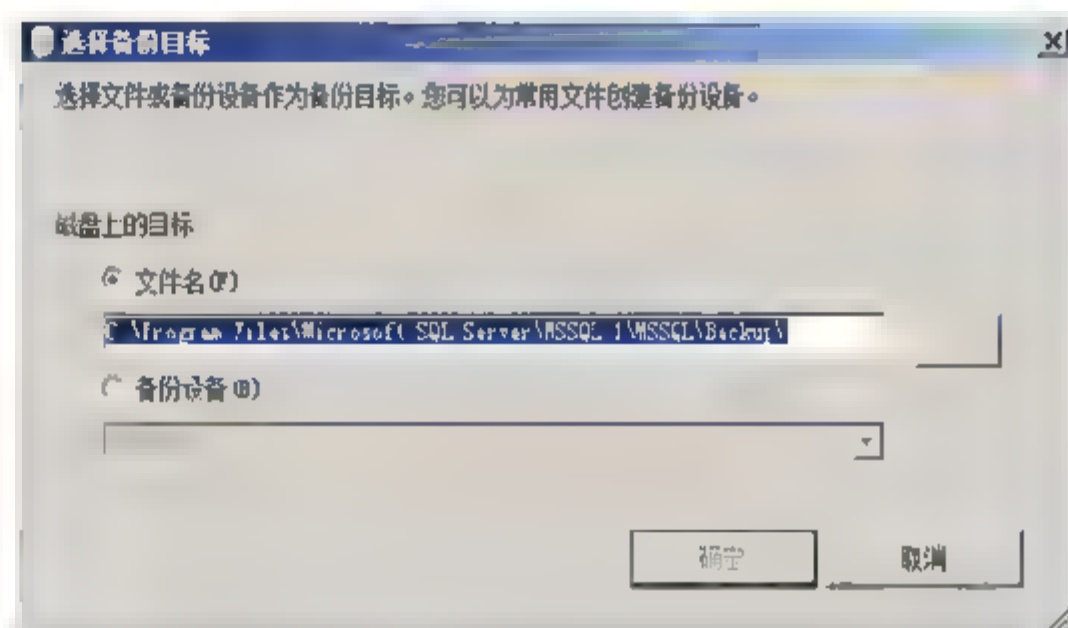 选择备份目标
选择文件或备份设备作为备份目标。您可以为常用文件创建备份设备。
磁盘上的目标
文件名(F)
C \Program Files\Microsoft SQL Server\MSSQL 1\MSSQL\Backup\
备份设备(B)
确定
取消